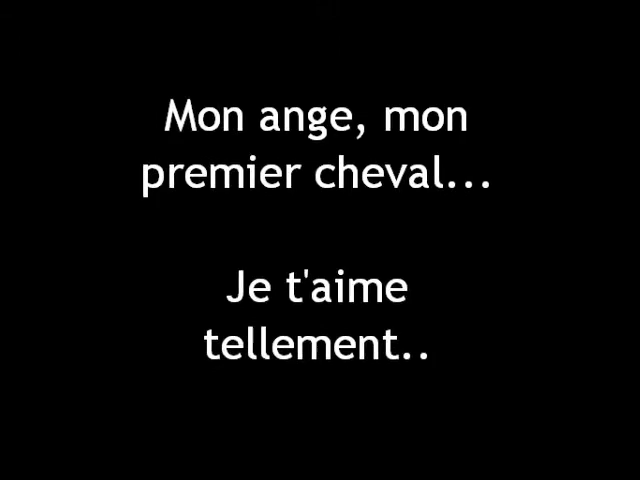 Mon ange, mon
premier cheval...
Je t'aime
tellement..